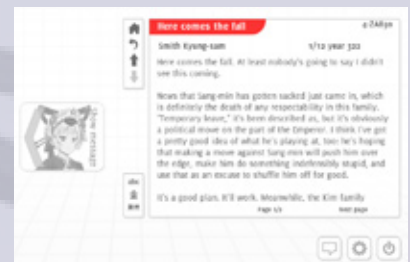 Here comes the fall
Smith Hyung-sam
1/12 year 322
Here comes the fall. At least nobody's going to say I didn't
see this coming.
News that Sang-min has gotten sacked just came in, which
is definitely the death of any respectability in this family.
"Temporary leave," it's been described as, but it's obviously
a political move on the part of the Emperor. I think I've got
a pretty good idea of what he's playing at, too: he's hoping
that making a move against Sang-min will push him over
the edge, make him do something indefensibly stupid, and
use that as an excuse to shuffle him off for good.
It's a good plan. It'll work. Meanwhile, the Kim family
Page 1/2
Next page
Show message
abc